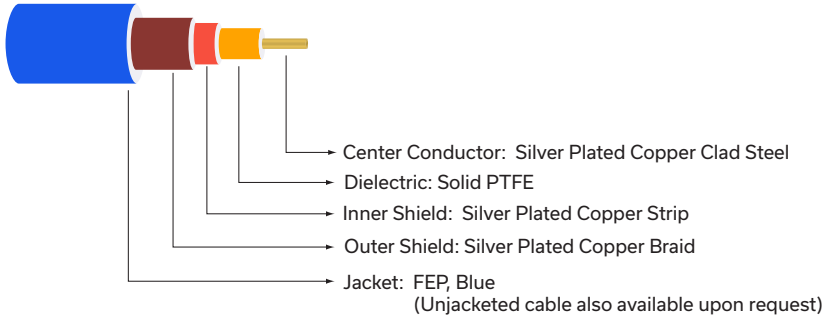 Center Conductor: Silver Plated Copper Clad Steel
Dielectric: Solid PTFE
Inner Shield: Silver Plated Copper Strip
Outer Shield: Silver Plated Copper Braid
Jacket: FEP, Blue
(Unjacketed cable also available upon request)